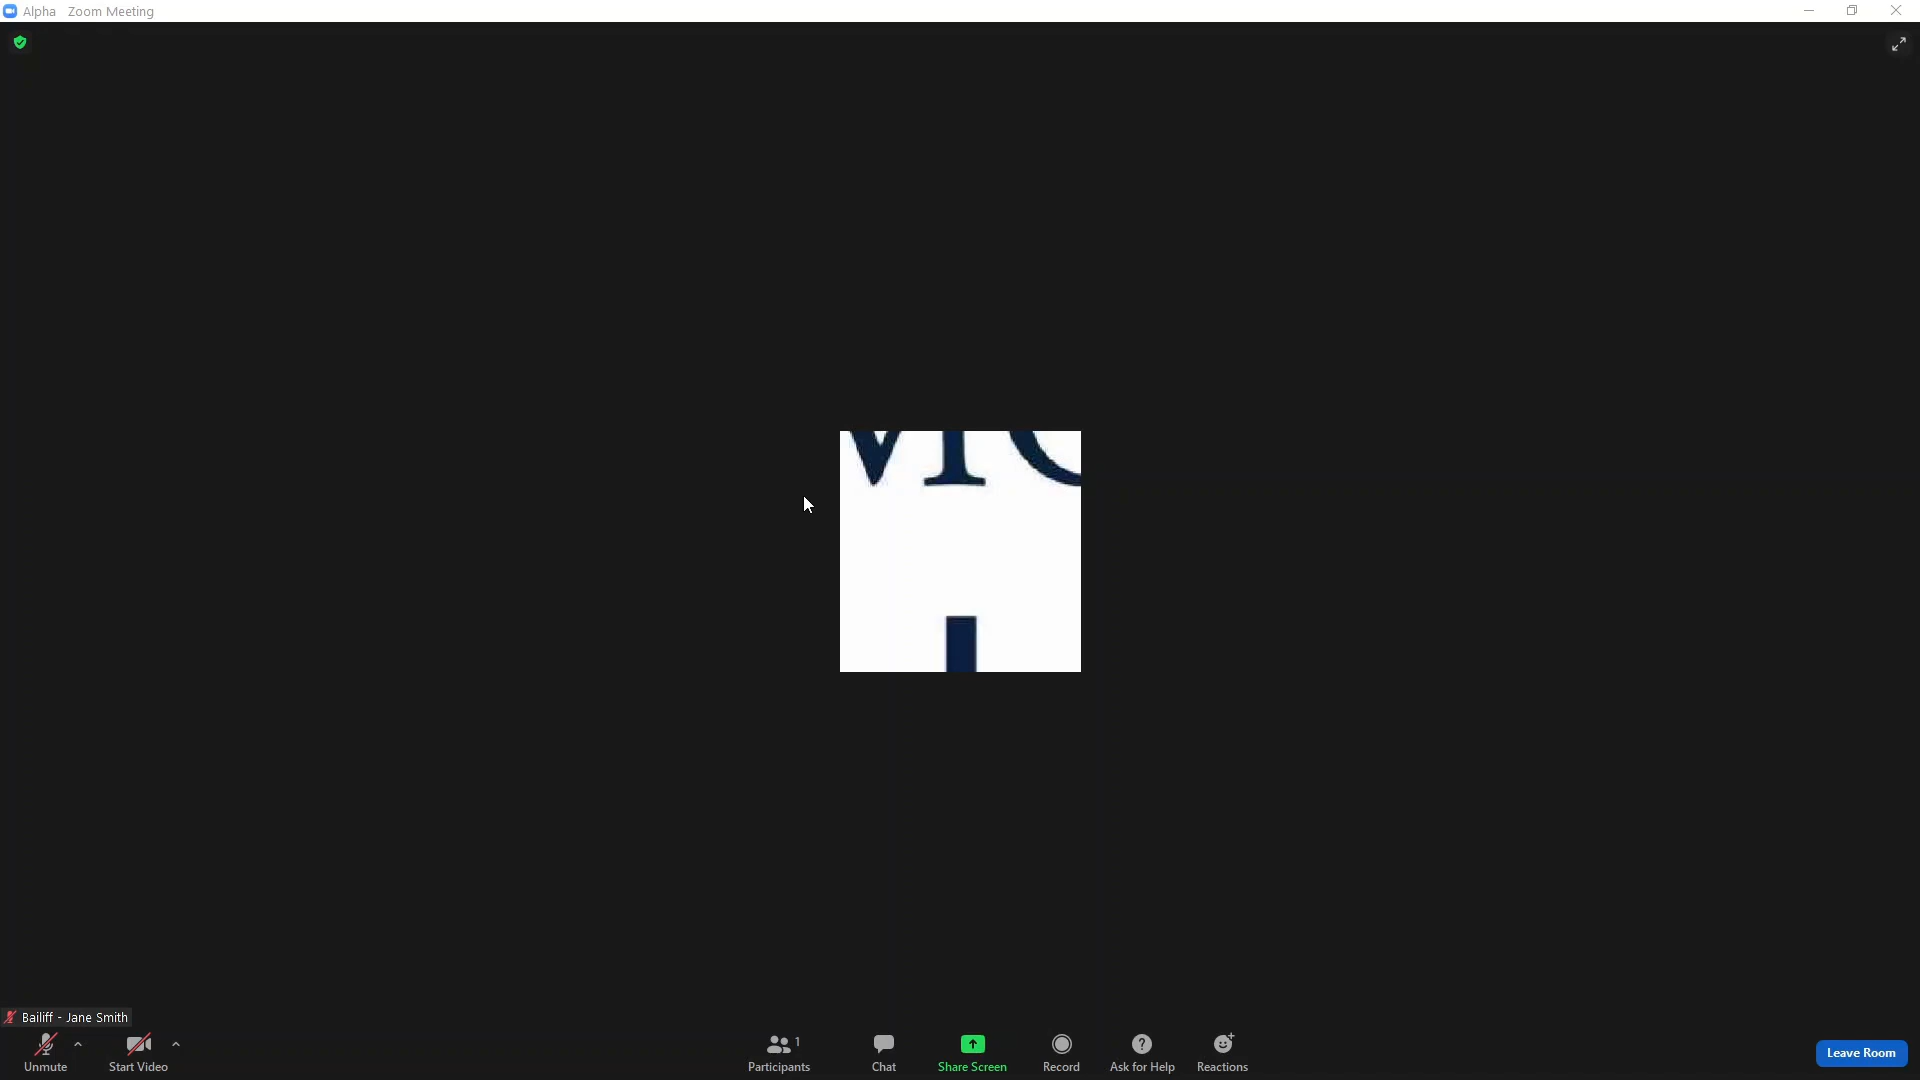 Alpha Zoom Meeting
Bailiff - Jane Smith
Unmute
Start Video
1
Participants
Chat
Share Screen
Record
Ask for Help
Reactions
Leave Room